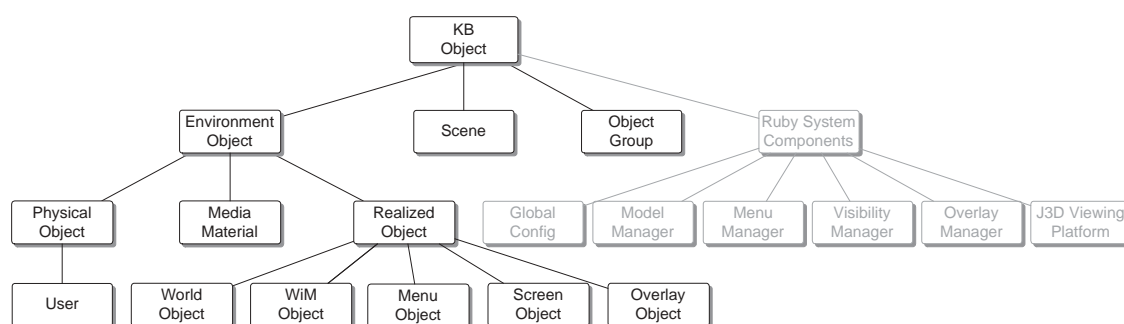 KB
Object
Environment
Object
Scene
Object
Group
Ruby System
Components
Physical
Object
Media
Material
Realized
Object
Global
Config
Model
Manager
Menu
Manager
Visibility
Manager
Overlay
Manager
J3D Viewing
Platform
User
World
Object
WiM
Object
Menu
Object
Screen
Object
Overlay
Object